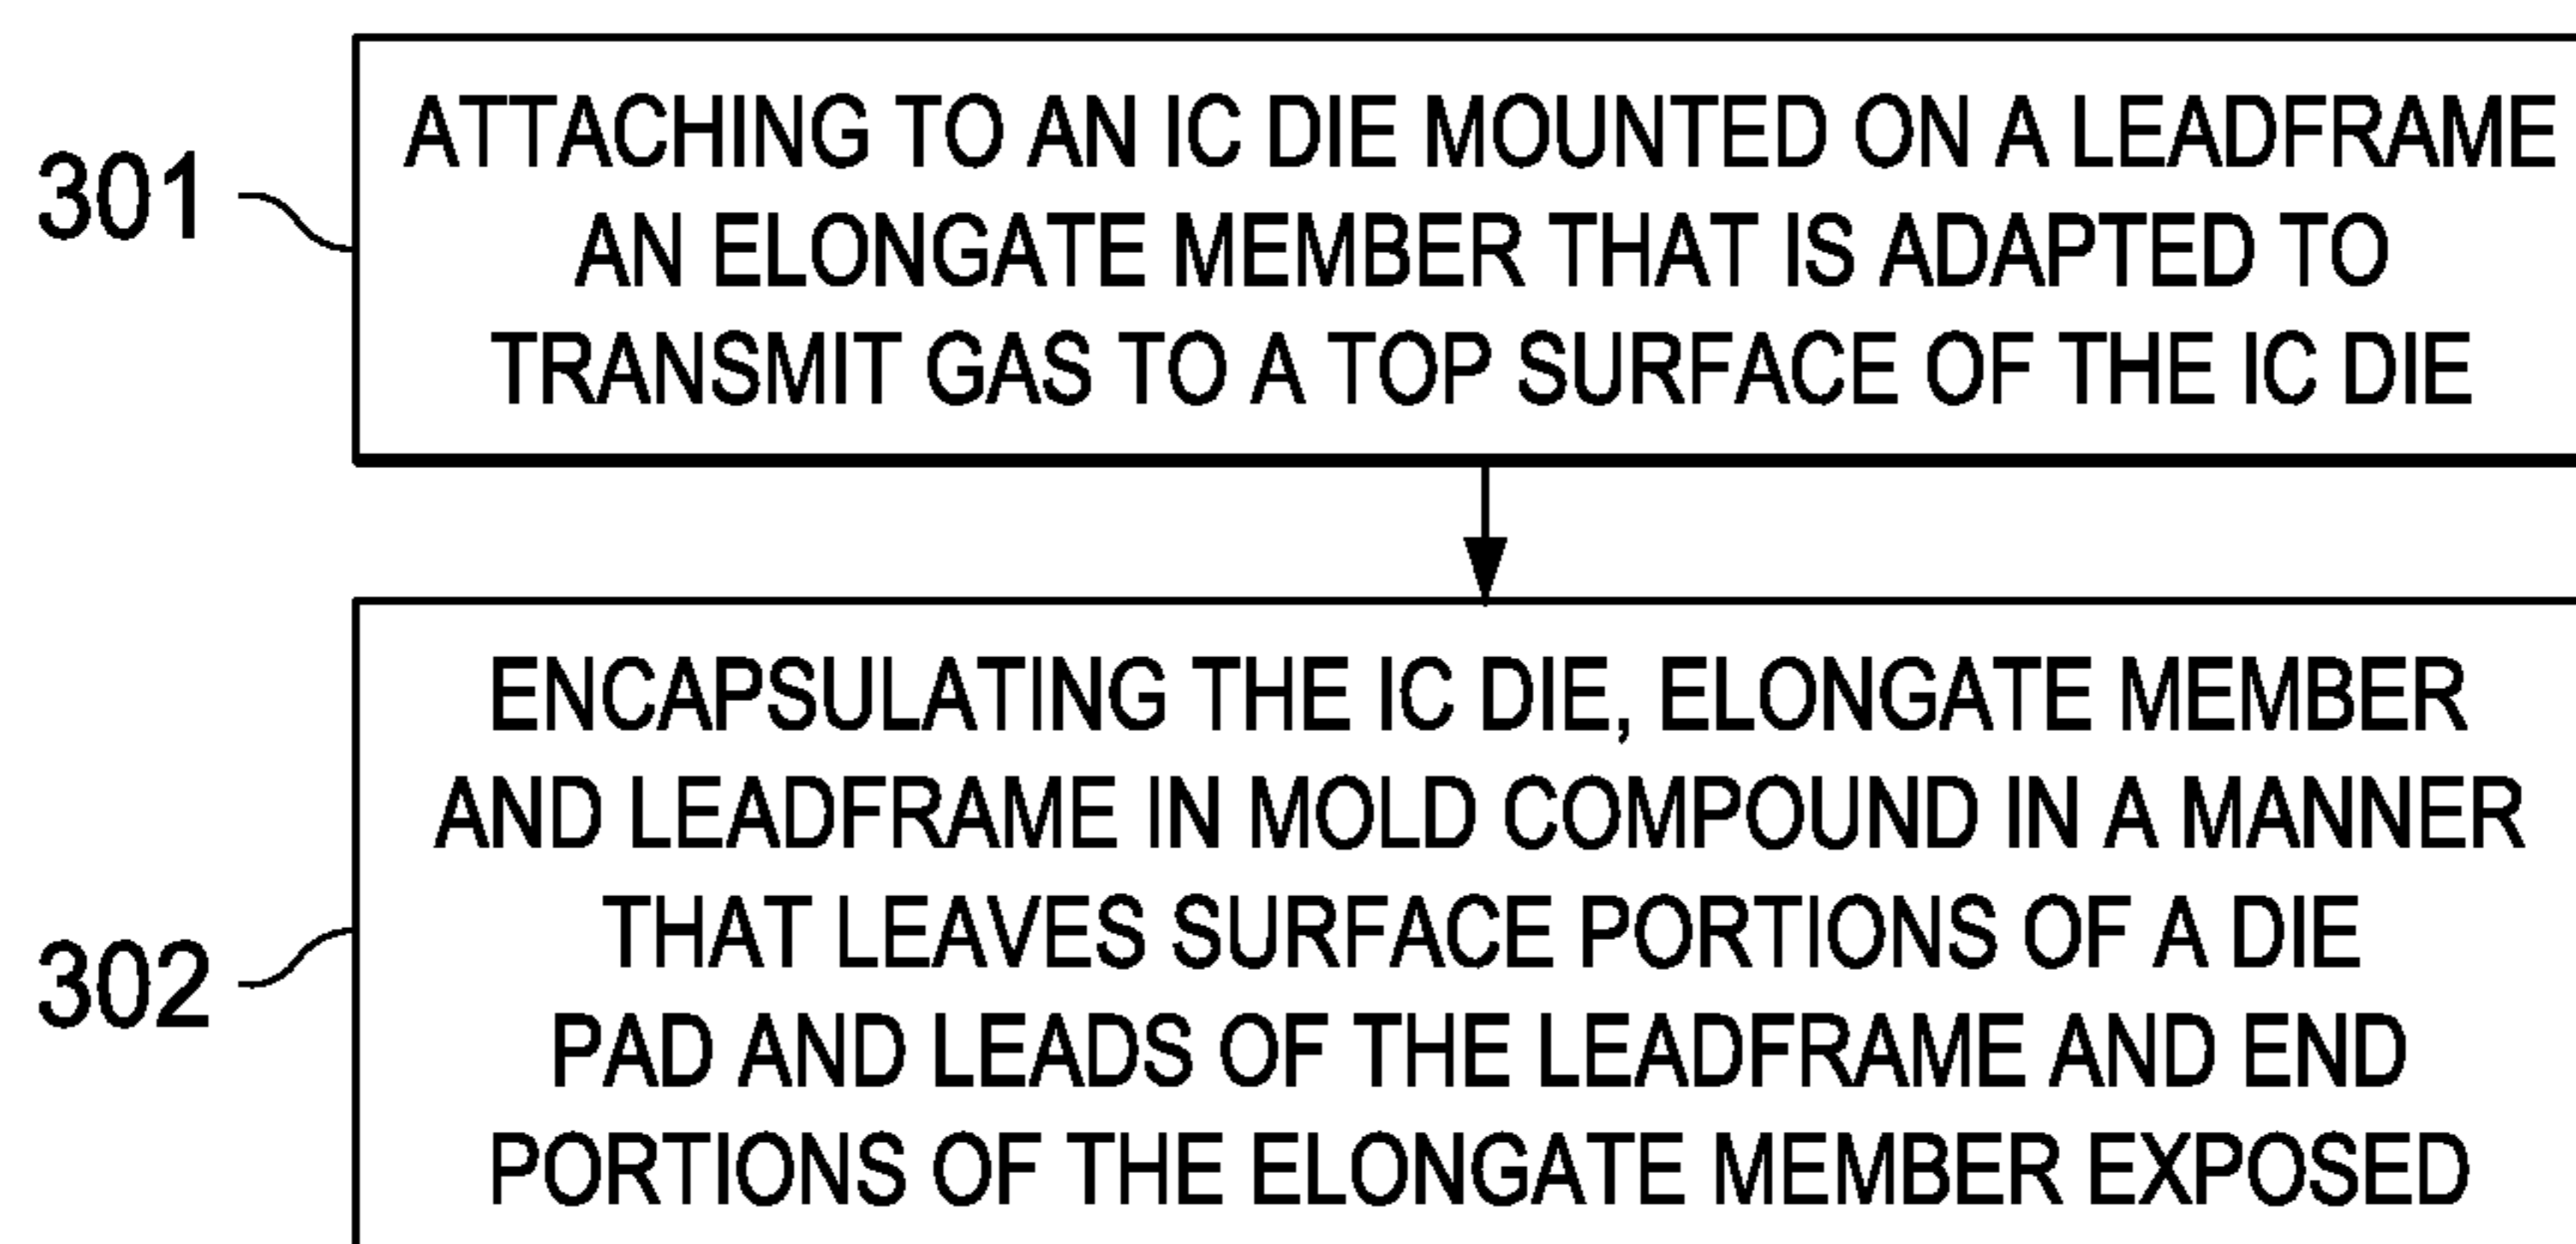 301
ATTACHING TO AN IC DIE MOUNTED ON A LEADFRAME
AN ELONGATE MEMBER THAT IS ADAPTED TO
TRANSMIT GAS TO A TOP SURFACE OF THE IC DIE
302
ENCAPSULATING THE IC DIE, ELONGATE MEMBER
AND LEADFRAME IN MOLD COMPOUND IN A MANNER
THAT LEAVES SURFACE PORTIONS OF A DIE
PAD AND LEADS OF THE LEADFRAME AND END
PORTIONS OF THE ELONGATE MEMBER EXPOSED